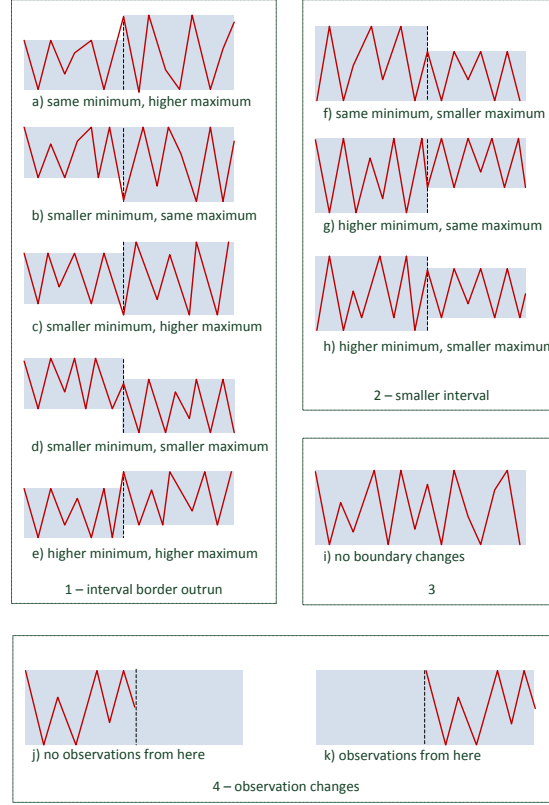 a) same minimum, higher maximum
b) smaller minimum, same maximum
c) smaller minimum, higher maximum
d) smaller minimum, smaller maximum
e) higher minimum, higher maximum
1 – interval border outrun
f) same minimum, smaller maximum
g) higher minimum, same maximum
h) higher minimum, smaller maximum
2 – smaller interval
i) no boundary changes
3
j) no observations from here
k) observations from here
4 – observation changes